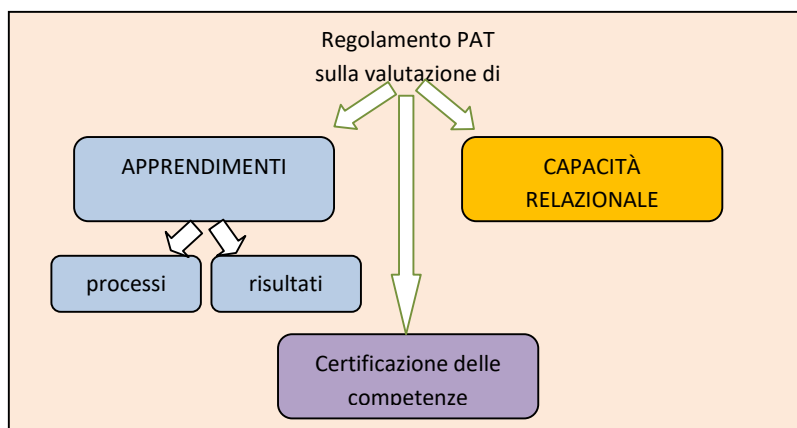 Regolamento PAT
sulla valutazione di
APPRENDIMENTI
CAPACITÀ
RELAZIONALE
processi
risultati
Certificazione delle
competenze